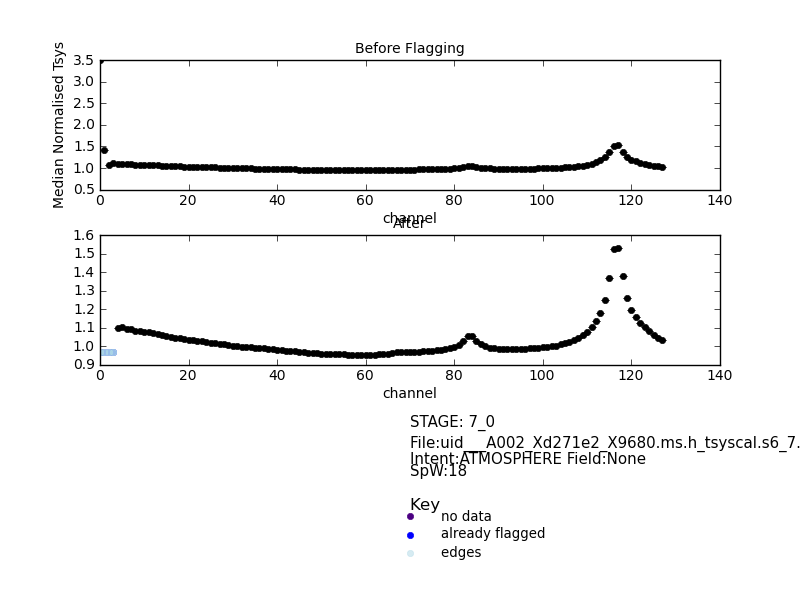 Before Flagging
Median Normalised Tsys
3.5
3.0
2.5
2.0
1.5
1.0
0.5
0 20 40 60 80 100 120 140
channel
After
1.6
1.5
1.4
1.3
1.2
1.1
1.0
0.9
0 20 40 60 80 100 120 140
channel
STAGE: 7_0
File:uid___A002_Xd271e2_X9680.ms.h_tsyscal.s6_7.
Intent:ATMOSPHERE Field:None
SpW:18
Key
no data
already flagged
edges